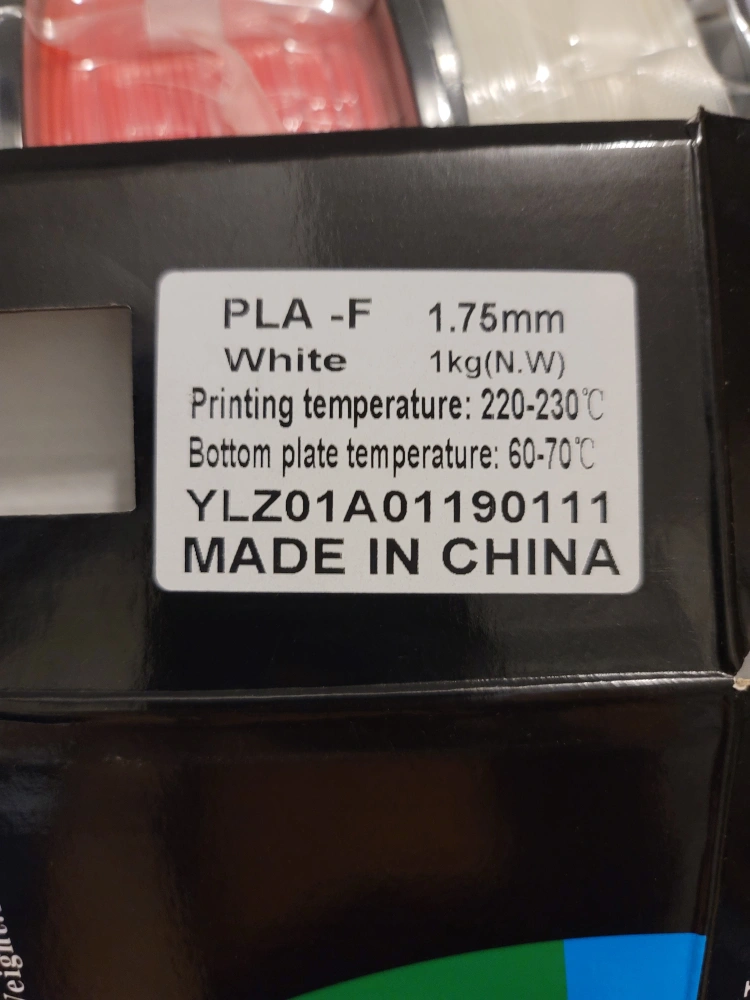 PLA -F 1.75mm
White 1kg(N.W)
Printing temperature: 220-230℃
Bottom plate temperature: 60-70℃
YLZ01A01190111
MADE IN CHINA